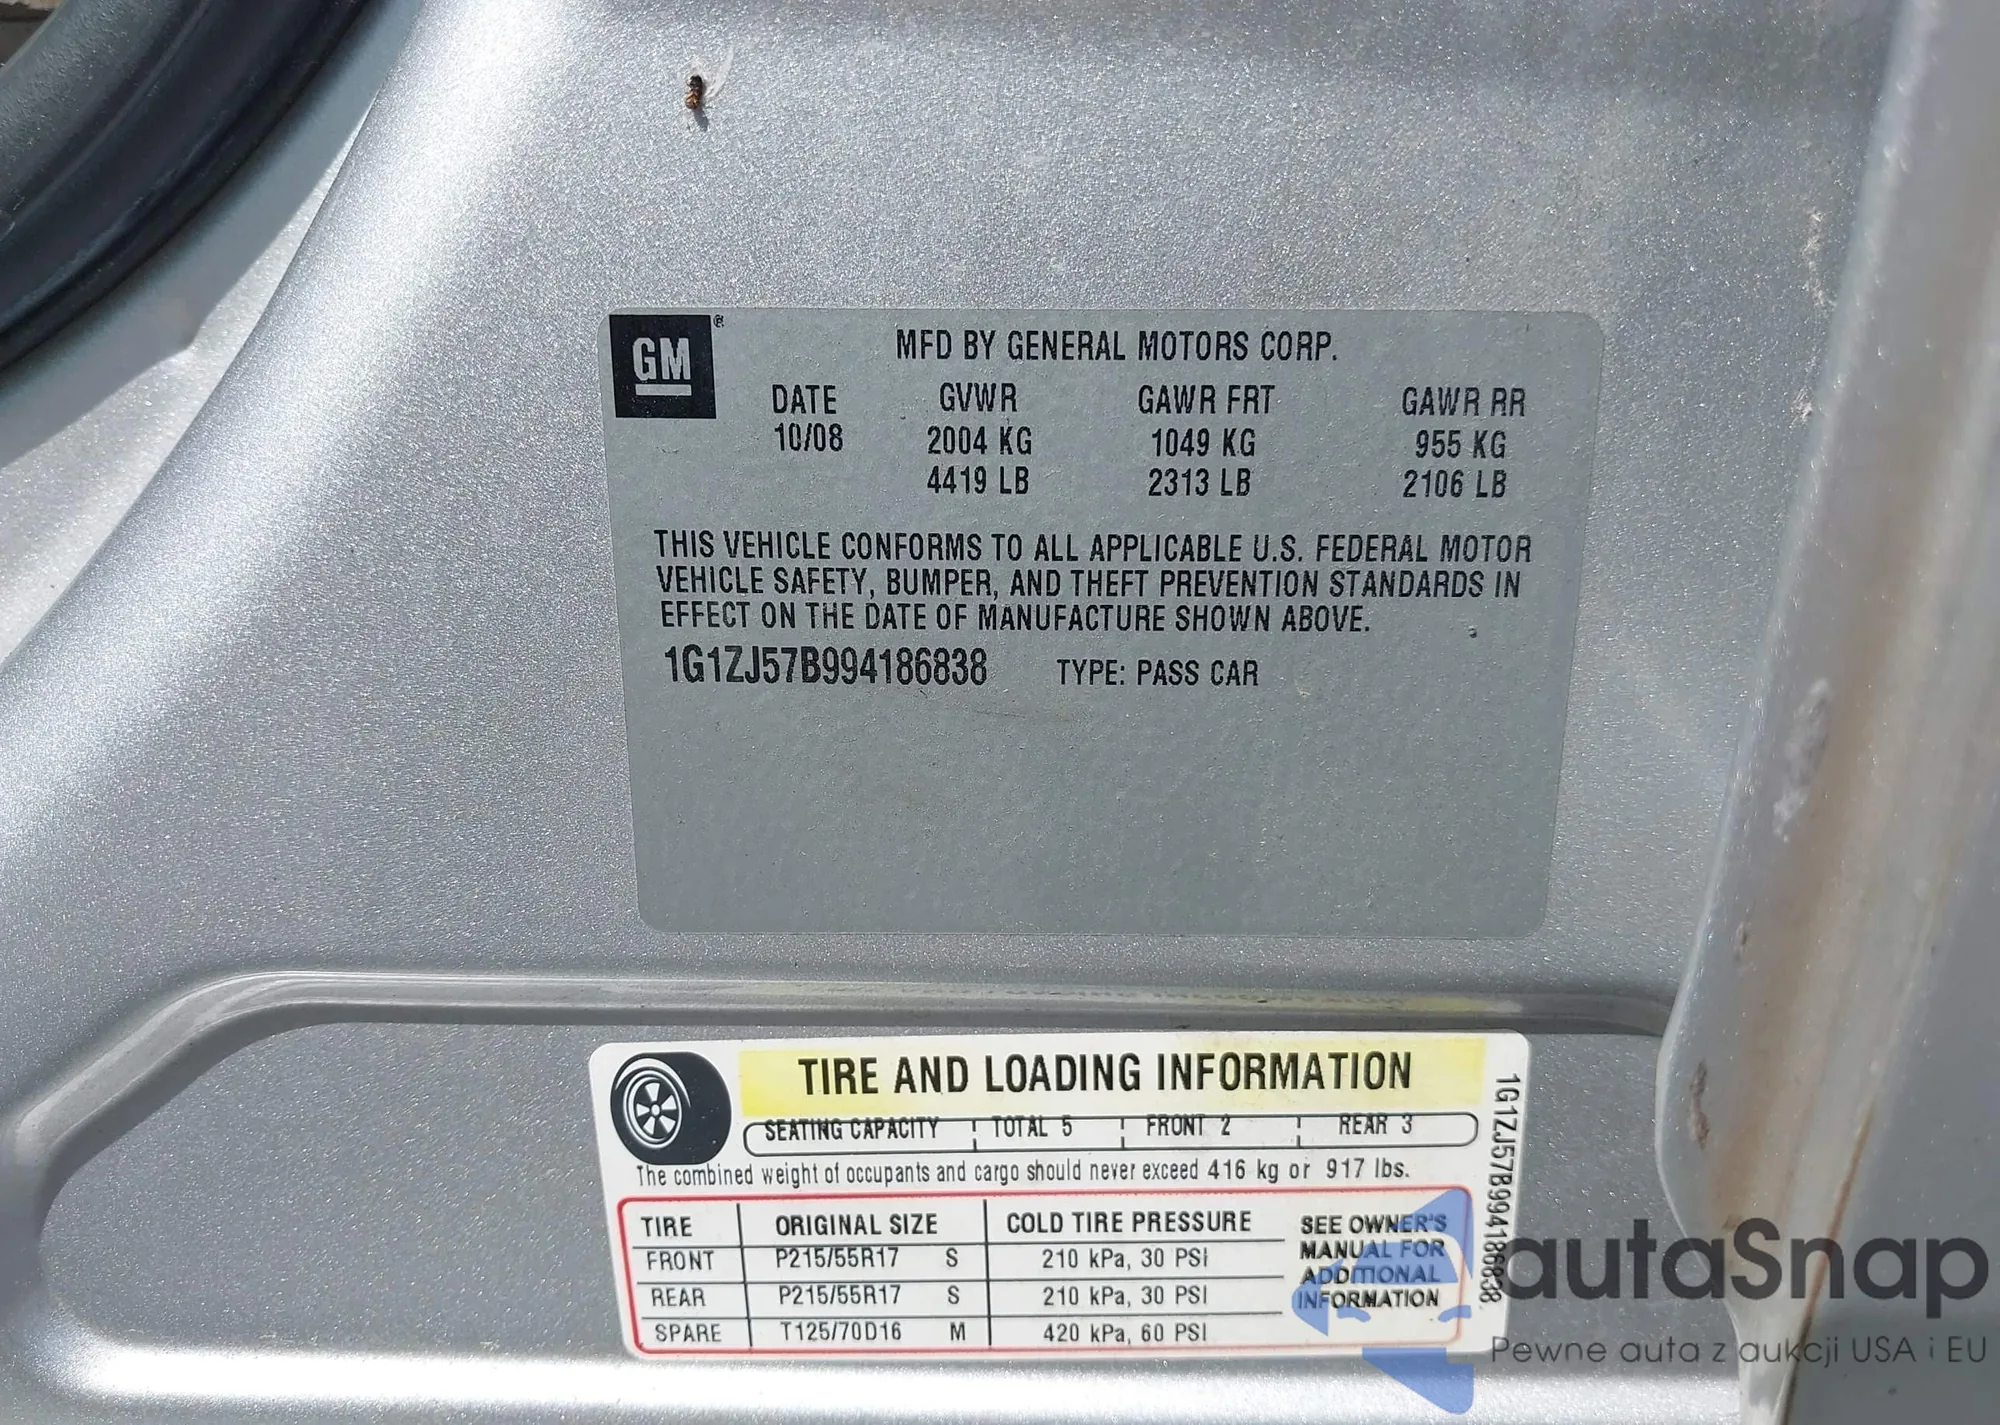 GM ®
MFD BY GENERAL MOTORS CORP.
DATE GVWR GAWR FRT GAWR RR
10/08 2004 KG 1049 KG 955 KG
4419 LB 2313 LB 2106 LB
THIS VEHICLE CONFORMS TO ALL APPLICABLE U.S. FEDERAL MOTOR
VEHICLE SAFETY, BUMPER, AND THEFT PREVENTION STANDARDS IN
EFFECT ON THE DATE OF MANUFACTURE SHOWN ABOVE.
1G1ZJ57B994186838 TYPE: PASS CAR
TIRE AND LOADING INFORMATION
SEATING CAPACITY TOTAL 5 FRONT 2 REAR 3
The combined weight of occupants and cargo should never exceed 416 kg or 917 lbs.
TIRE ORIGINAL SIZE COLD TIRE PRESSURE
FRONT P215/55R17 S 210 kPa, 30 PSI
REAR P215/55R17 S 210 kPa, 30 PSI
SPARE T125/70D16 M 420 kPa, 60 PSI
SEE OWNER'S
MANUAL FOR
ADDITIONAL
INFORMATION
1G1ZJ57B994186838
autaSnap
Pewne auta z aukcji USA i EU